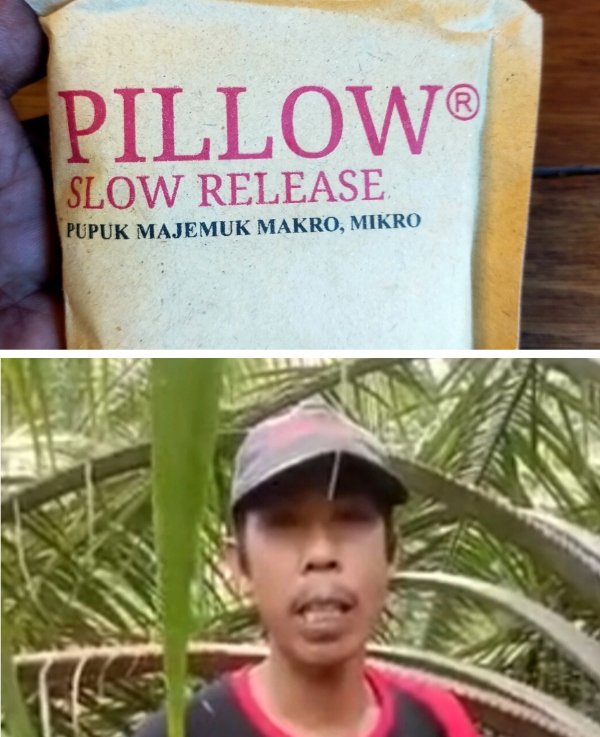 PILLOW®
SLOW RELEASE
PUPUK MAJEMUK MAKRO, MIKRO